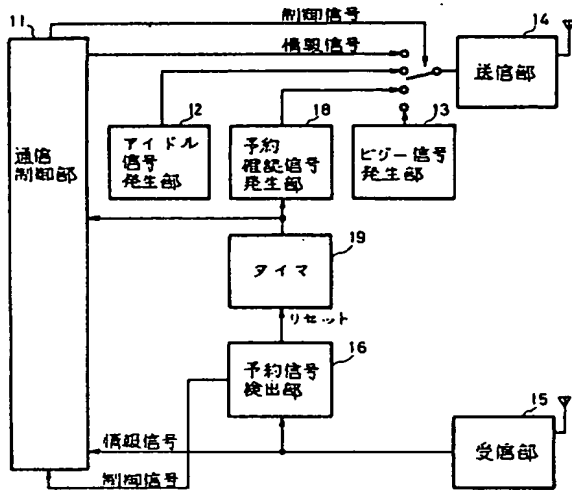 11
制御信号
情報信号
14
送信部
12
アイドル
信号
発生部
18
予約
確認信号
発生部
13
ビジー信号
発生部
通信
制御部
19
タイマ
リセット
16
予約信号
検出部
15
受信部
情報信号
制御信号